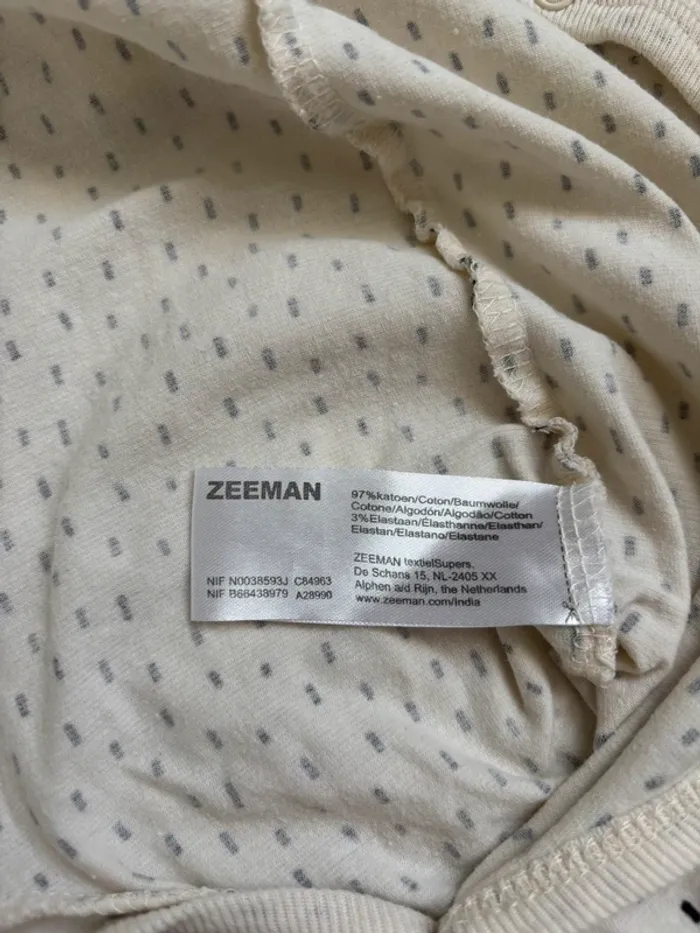 ZEEMAN
97%katoen/Coton/Baumwolle/
Cotone/Algodón/Algodão/Cotton
3%Elastaan/Élasthanne/Elasthan/
Elastan/Elastano/Elastane
ZEEMAN textielSupers.
De Schans 15, NL-2405 XX
Alphen a/d Rijn, the Netherlands
www.zeeman.com/india
NIF N0038593J C84963
NIF B66438979 A28990